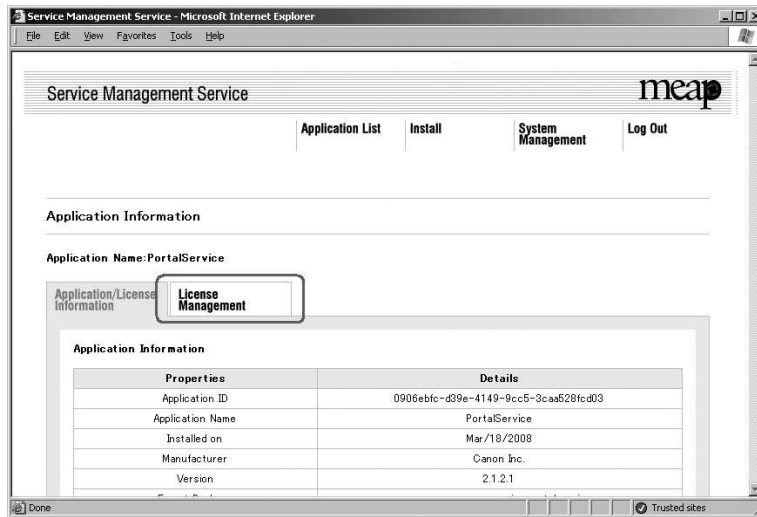 Service Management Service - Microsoft Internet Explorer
File Edit View Favorites Tools Help
Service Management Service
meap
Application List Install System Management Log Out
Application Information
Application Name:PortalService
Application/License Information License Management
Application Information
Properties Details
Application ID 0906ebfc-d39e-4149-9cc5-3caa528fcd03
Application Name PortalService
Installed on Mar/18/2008
Manufacturer Canon Inc.
Version 2.1.2.1
Done Trusted sites